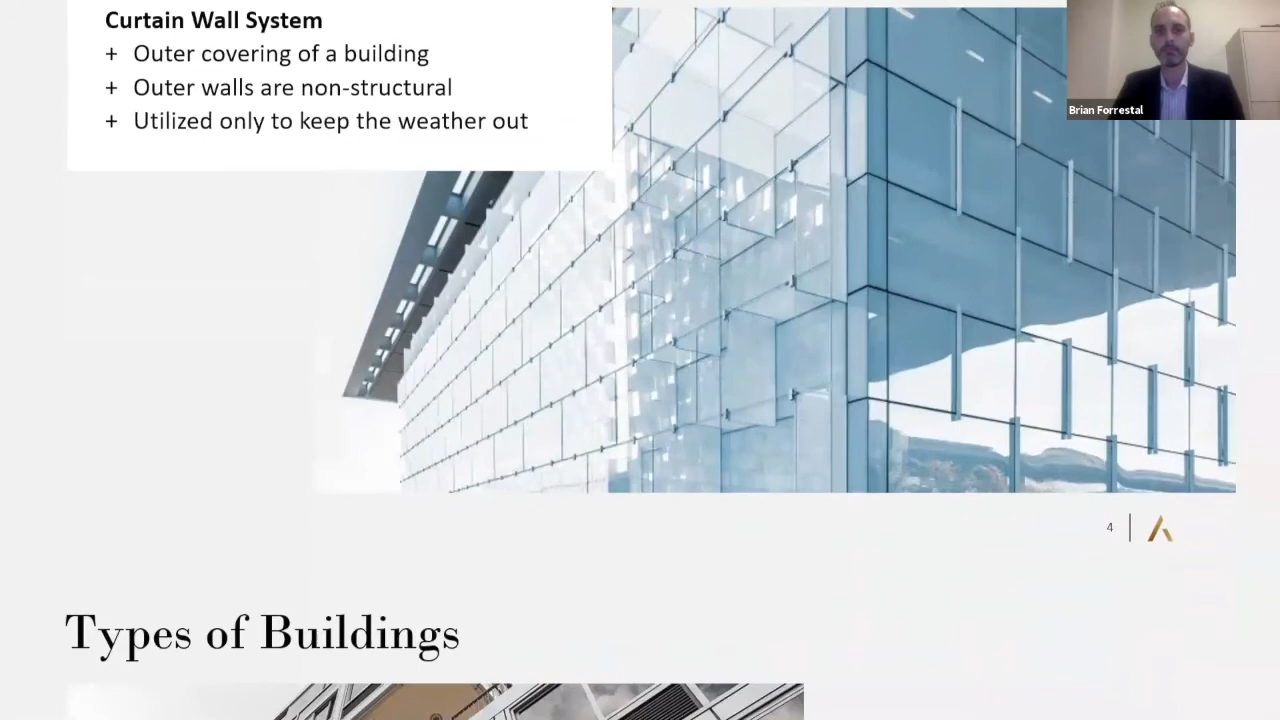 Curtain Wall System
+ Outer covering of a building
+ Outer walls are non-structural
+ Utilized only to keep the weather out
Brian Forrestal
4
Types of Buildings